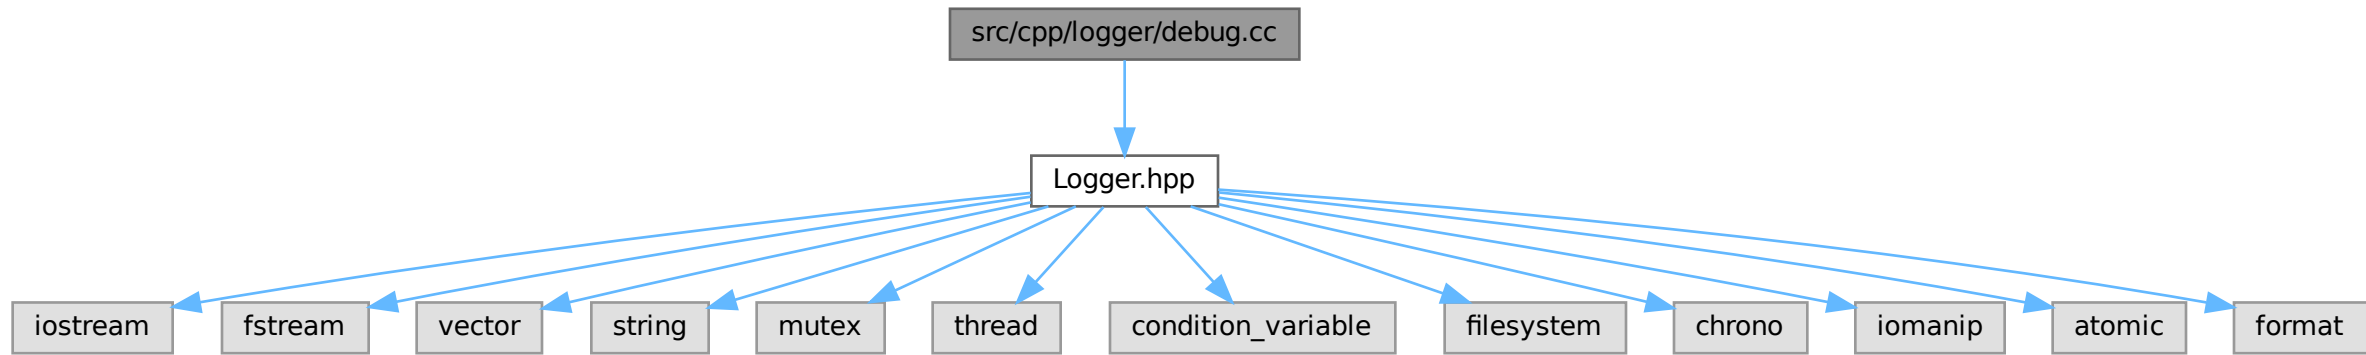 src/cpp/logger/debug.cc
Logger.hpp
iostream
fstream
vector
string
mutex
thread
condition_variable
filesystem
chrono
iomanip
atomic
format